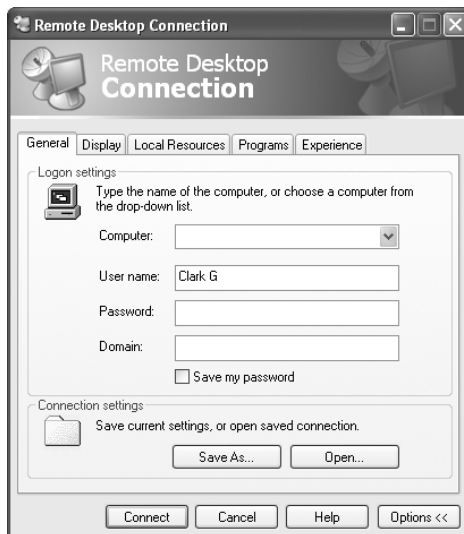 Remote Desktop Connection
Remote Desktop
Connection
General Display Local Resources Programs Experience
Logon settings
Type the name of the computer, or choose a computer from
the drop-down list.
Computer:
User name: Clark G
Password:
Domain:
Save my password
Connection settings
Save current settings, or open saved connection.
Save As... Open...
Connect Cancel Help Options <<